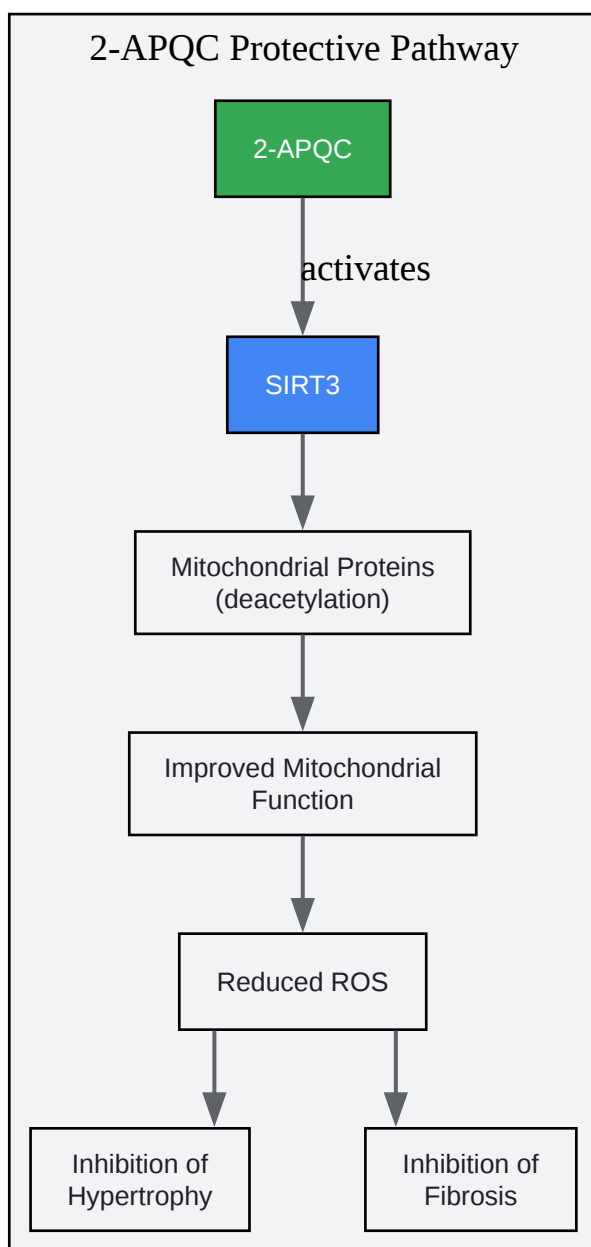 2-APQC Protective Pathway
2-APQC
activates
SIRT3
Mitochondrial Proteins
(deacetylation)
Improved Mitochondrial
Function
Reduced ROS
Inhibition of
Hypertrophy
Inhibition of
Fibrosis